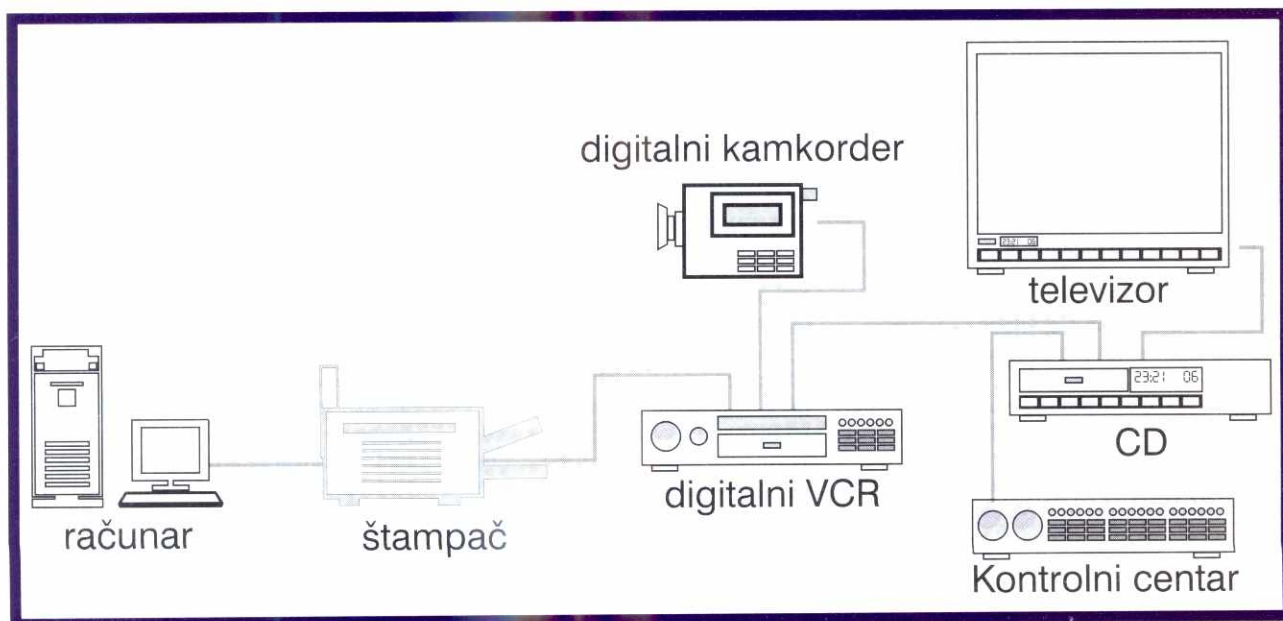 digitalni kamkorder
23:21 06
televizor
23:21 06
CD
računar
štampač
digitalni VCR
Kontrolni centar